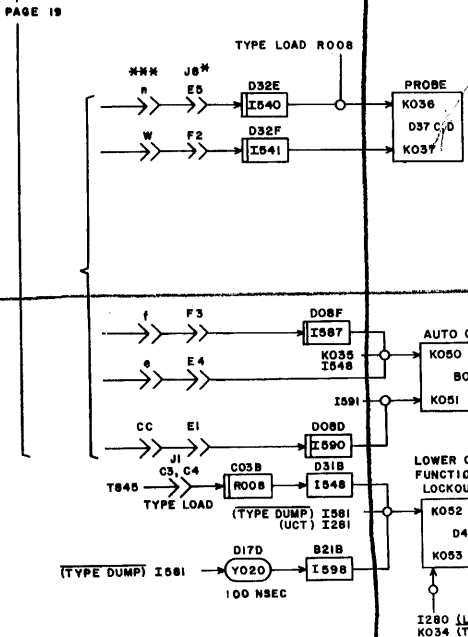 PAGE 19
TYPE LOAD R008
*** J8*
n E5 D32E PROBE
I540 K036
W F2 D32F D37 C,D
I541 K037
f F3 D08F
I587 AUTO
K035 K050
I548
e E4
I591 K051
CC E1 D08D
I590
J1
C3, C4 C03B D31B LOWER
T845 R008 I548 FUNCTIO
TYPE LOAD LOCKOU
(TYPE DUMP) I581 K052
(UCT) I281
D4
D17D B21B K053
(TYPE DUMP) I581 Y020 I598
100 NSEC
I280
K034